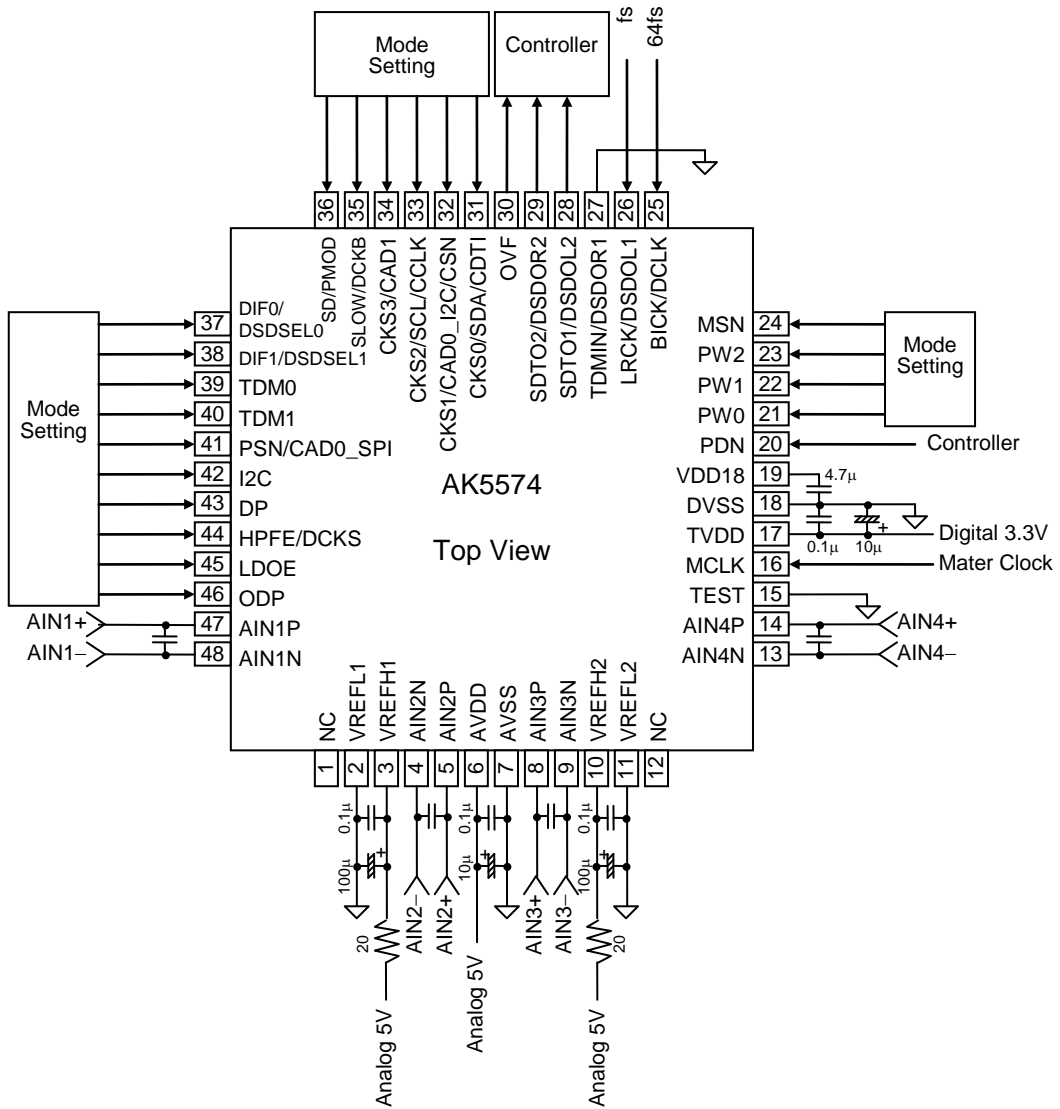 Mode
Setting
Controller
fs
64fs
36
35
34
33
32
31
30
29
28
27
26
25
SD/PMOD
SLOW/DCKB
CKS3/CAD1
CKS2/SCL/CCLK
CKS1/CAD0_I2C/CSN
CKS0/SDA/CDTI
OVF
SDTO2/DSDOR2
SDTO1/DSDOL2
TDMIN/DSDOR1
LRCK/DSDOL1
BICK/DCLK
Mode
Setting
37
DIF0/
DSDSEL0
38
DIF1/DSDSEL1
39
TDM0
40
TDM1
41
PSN/CAD0_SPI
42
I2C
43
DP
44
HPFE/DCKS
45
LDOE
46
ODP
AIN1+
47
AIN1P
AIN1−
48
AIN1N
AK5574
Top View
MSN
24
PW2
23
PW1
22
PW0
21
Mode
Setting
PDN
20
Controller
VDD18
19
4.7μ
DVSS
18
TVDD
17
0.1μ
10μ
+
Digital 3.3V
MCLK
16
Mater Clock
TEST
15
AIN4P
14
AIN4+
AIN4N
13
AIN4−
NC
VREFL1
VREFH1
AIN2N
AIN2P
AVDD
AVSS
AIN3P
AIN3N
VREFH2
VREFL2
NC
1
2
3
4
5
6
7
8
9
10
11
12
0.1μ
100μ
+
20
Analog 5V
AIN2−
AIN2+
0.1μ
10μ
+
Analog 5V
AIN3+
AIN3−
0.1μ
100μ
+
20
Analog 5V